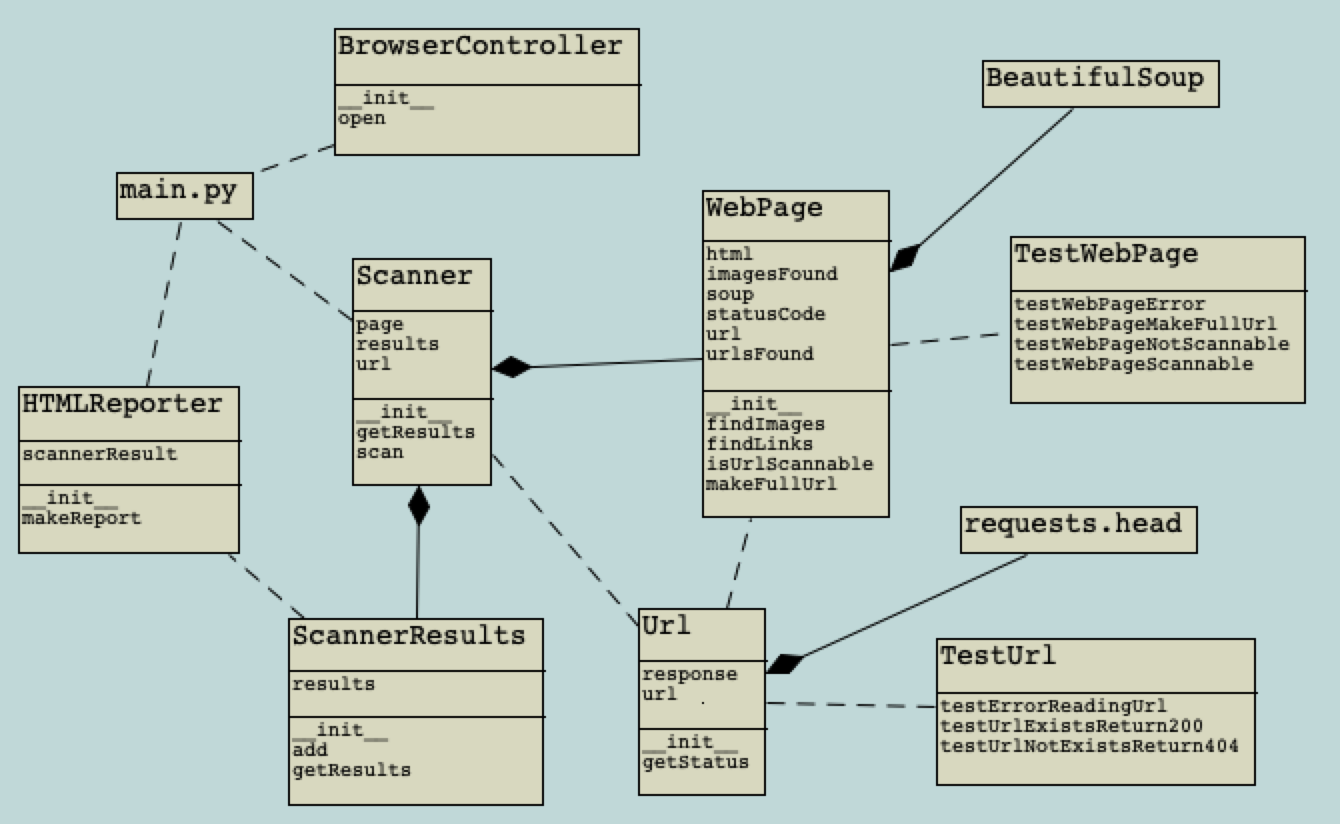 BrowserController
__init__
open
BeautifulSoup
main.py
WebPage
html
imagesFound
soup
statusCode
url
urlsFound
__init__
findImages
findLinks
isUrlScannable
makeFullUrl
TestWebPage
testWebPageError
testWebPageMakeFullUrl
testWebPageNotScannable
testWebPageScannable
Scanner
page
results
url
__init__
getResults
scan
HTMLReporter
scannerResult
__init__
makeReport
requests.head
ScannerResults
results
__init__
add
getResults
Url
response
url
__init__
getStatus
TestUrl
testErrorReadingUrl
testUrlExistsReturn200
testUrlNotExistsReturn404